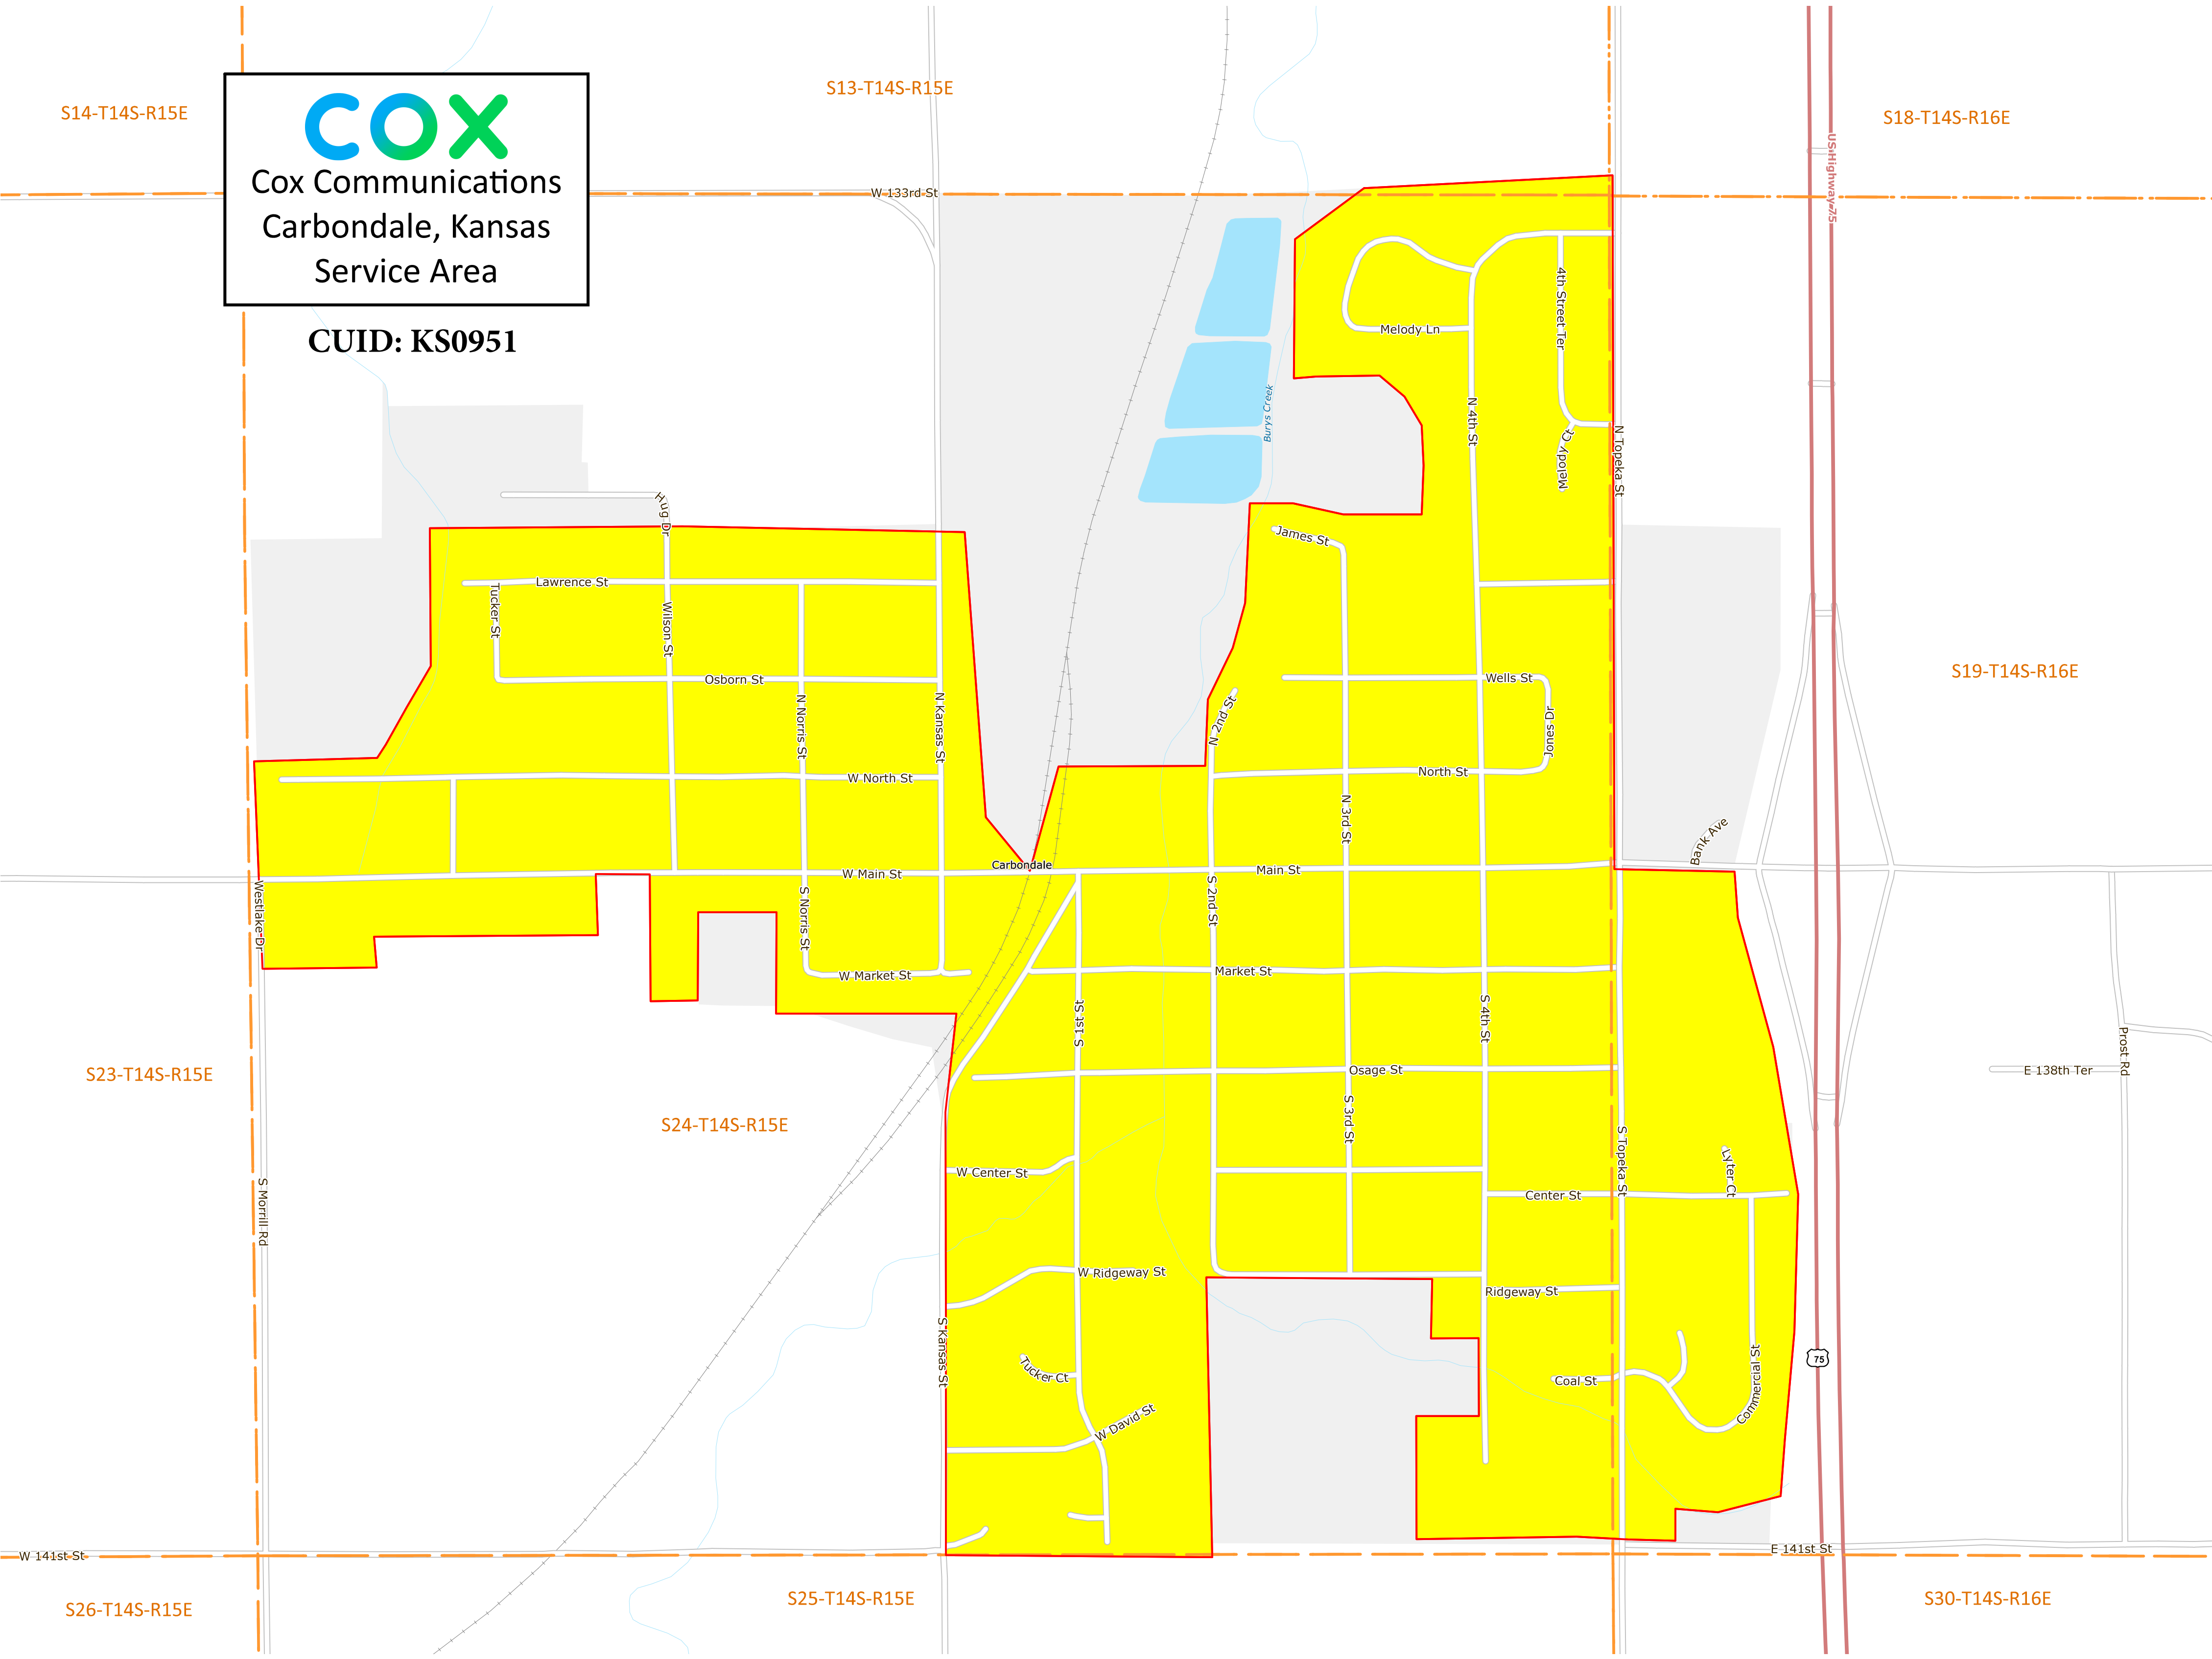 S14-T14S-R15E
S13-T14S-R15E
S18-T14S-R16E
COX
Cox Communications
Carbondale, Kansas
Service Area
CUID: KS0951
W 133rd St
US Highway 75
4th Street Ter
Melody Ln
N 4th St
Melody Ct
N Topeka St
Burys Creek
Hug Dr
James St
Lawrence St
Tucker St
Wilson St
Osborn St
N Norris St
N Kansas St
N 2nd St
Wells St
Jones Dr
S19-T14S-R16E
W North St
North St
N 3rd St
Bank Ave
Carbondale
W Main St
Main St
Westlake Dr
S Norris St
S 2nd St
W Market St
Market St
S 1st St
S 4th St
Osage St
S23-T14S-R15E
E 138th Ter
Prost Rd
S24-T14S-R15E
S 3rd St
S Topeka St
W Center St
Center St
Lyter Ct
S Morrill Rd
W Ridgeway St
Ridgeway St
S Kansas St
Tucker Ct
Coal St
Commercial St
75
W David St
W 141st St
E 141st St
S26-T14S-R15E
S25-T14S-R15E
S30-T14S-R16E